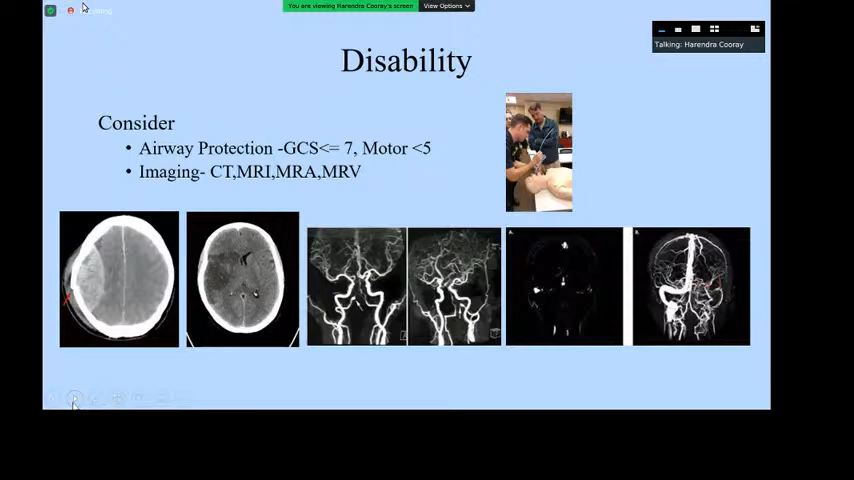 You are viewing Harendra Cooray's screen
View Options
Talking: Harendra Cooray
Disability
Consider
• Airway Protection -GCS<= 7, Motor <5
• Imaging- CT,MRI,MRA,MRV